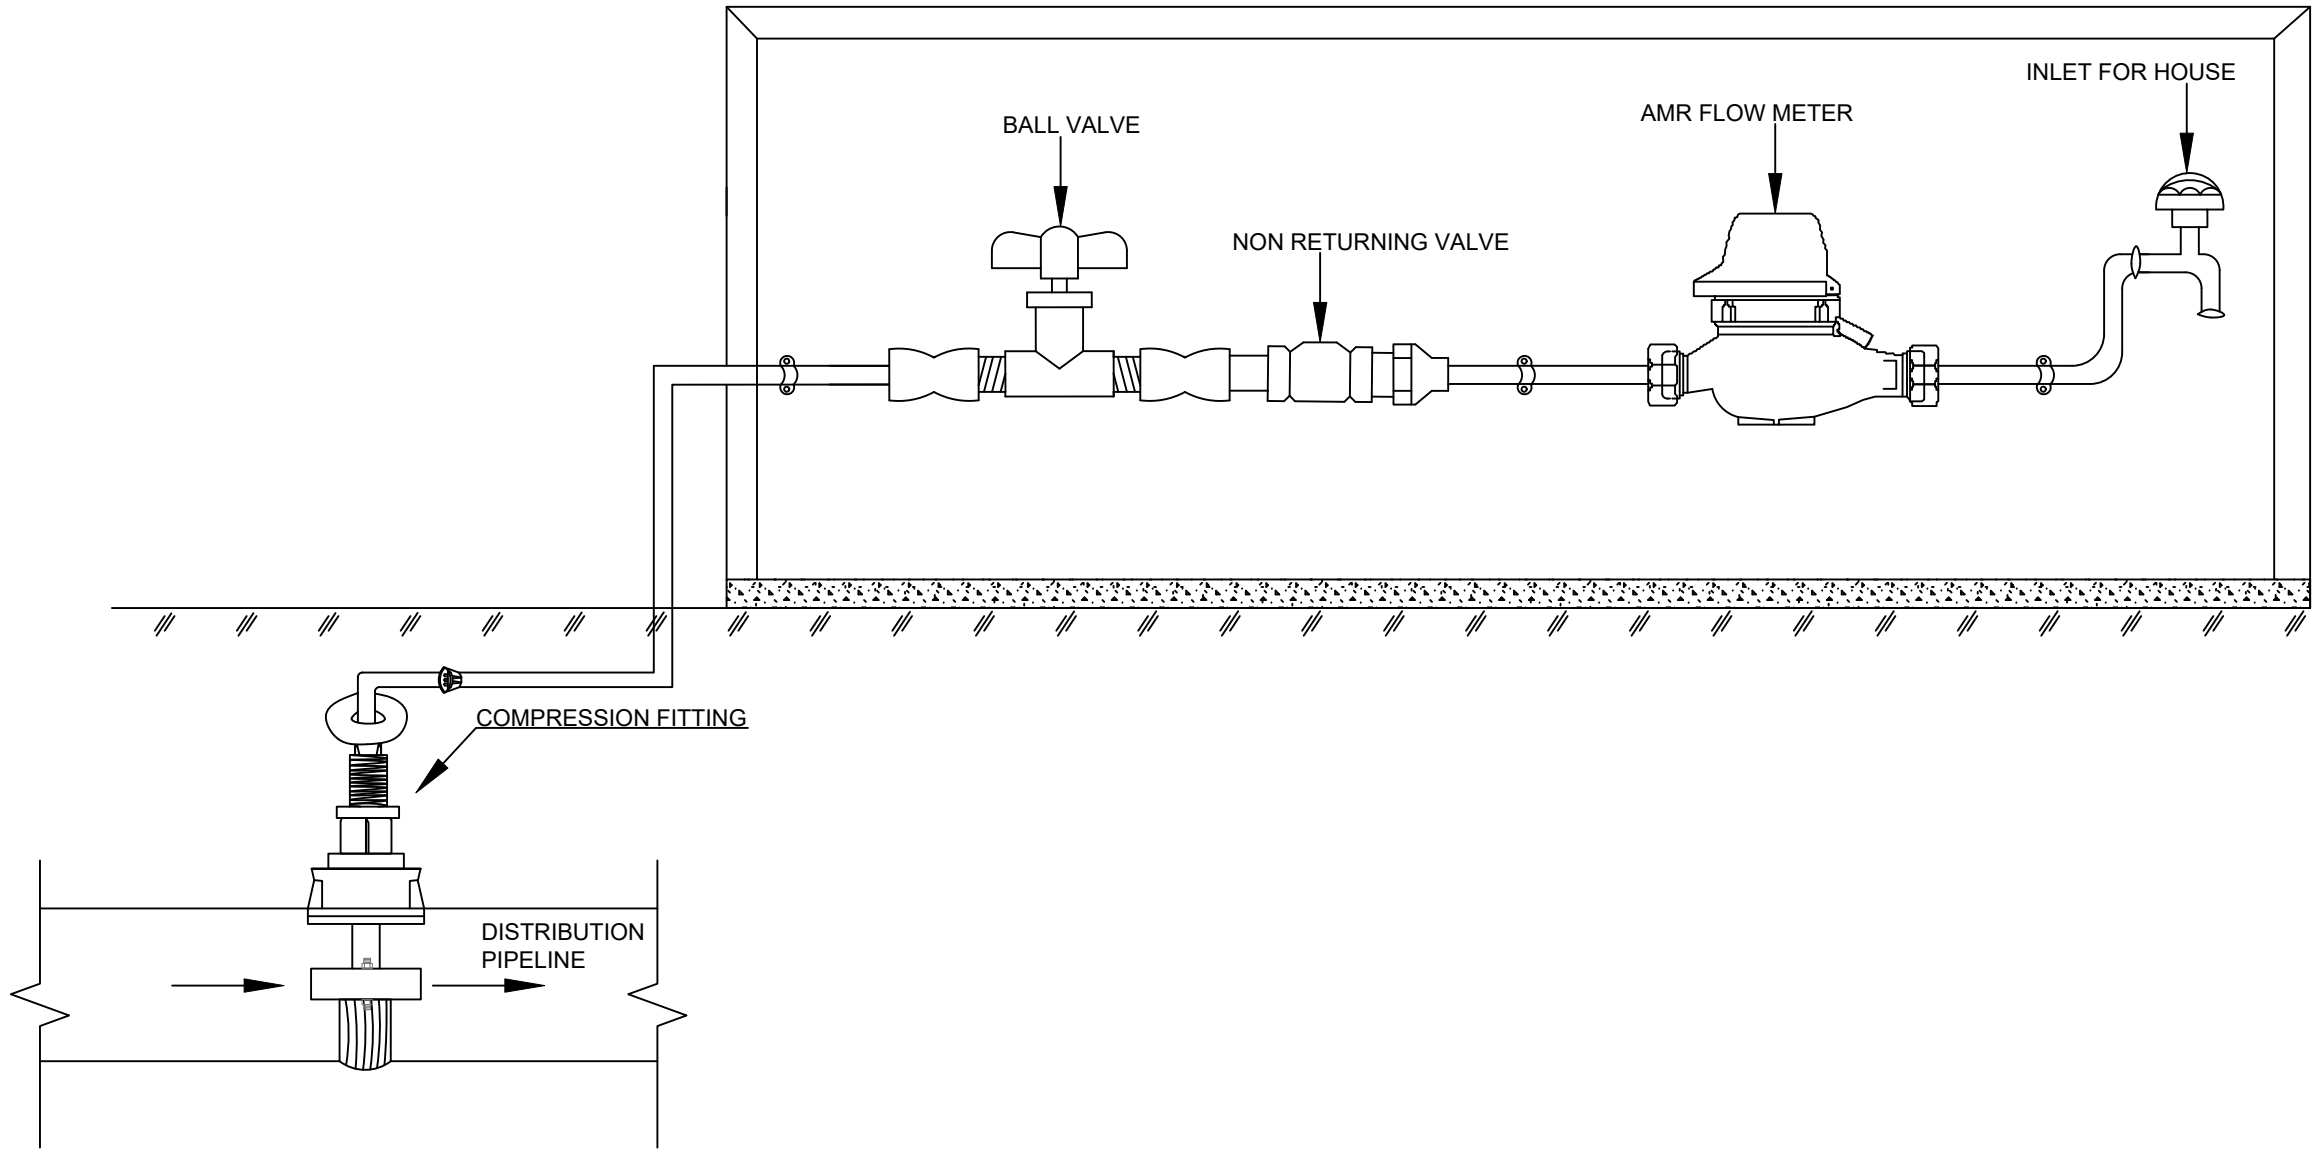 INLET FOR HOUSE
AMR FLOW METER
BALL VALVE
NON RETURNING VALVE
COMPRESSION FITTING
DISTRIBUTION
PIPELINE